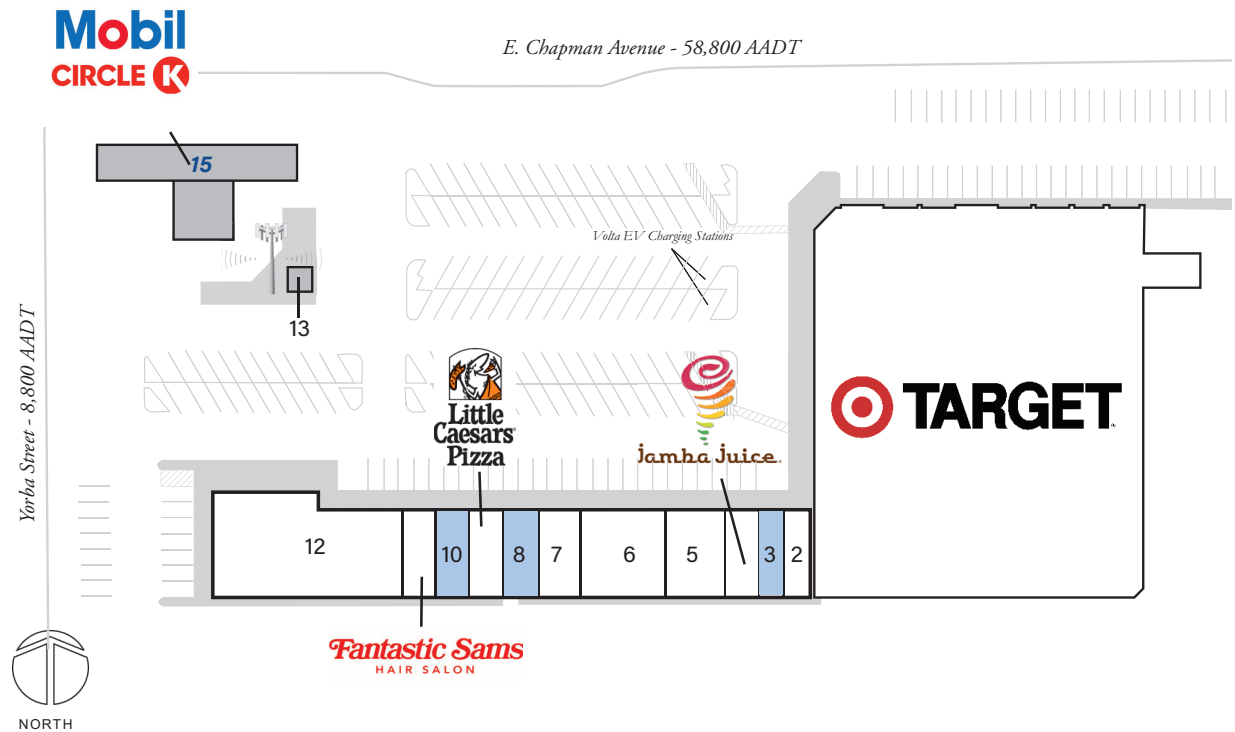 Mobil
CIRCLE K
E. Chapman Avenue - 58,800 AADT
15
Volta EV Charging Stations
13
Yorba Street - 8,800 AADT
Little
Caesars
Pizza
jamba juice
TARGET
12
10
8
7
6
5
3
2
Fantastic Sams
HAIR SALON
NORTH